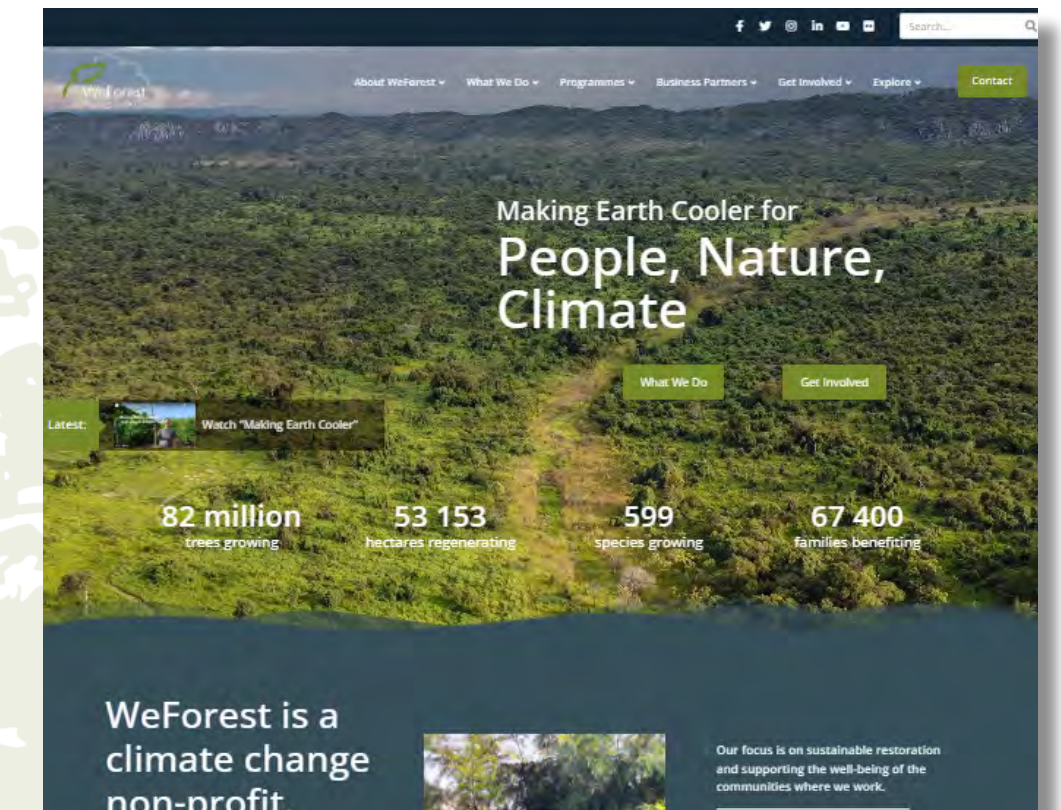 Search...
WeForest
About WeForest What We Do Programmes Business Partners Get Involved Explore Contact
Making Earth Cooler for
People, Nature,
Climate
What We Do Get Involved
Latest: Watch "Making Earth Cooler"
82 million 53 153 599 67 400
trees growing hectares regenerating species growing families benefiting
WeForest is a
climate change
non-profit
Our focus is on sustainable restoration
and supporting the well-being of the
communities where we work.